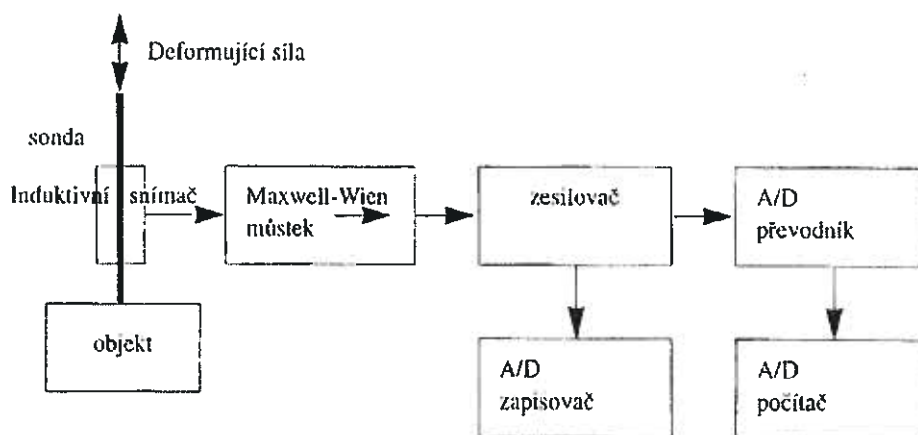 Deformující síla
sonda
Induktivní snímač
Maxwell-Wien
můstek
zesilovač
A/D
převodník
objekt
A/D
zapisovač
A/D
počítač